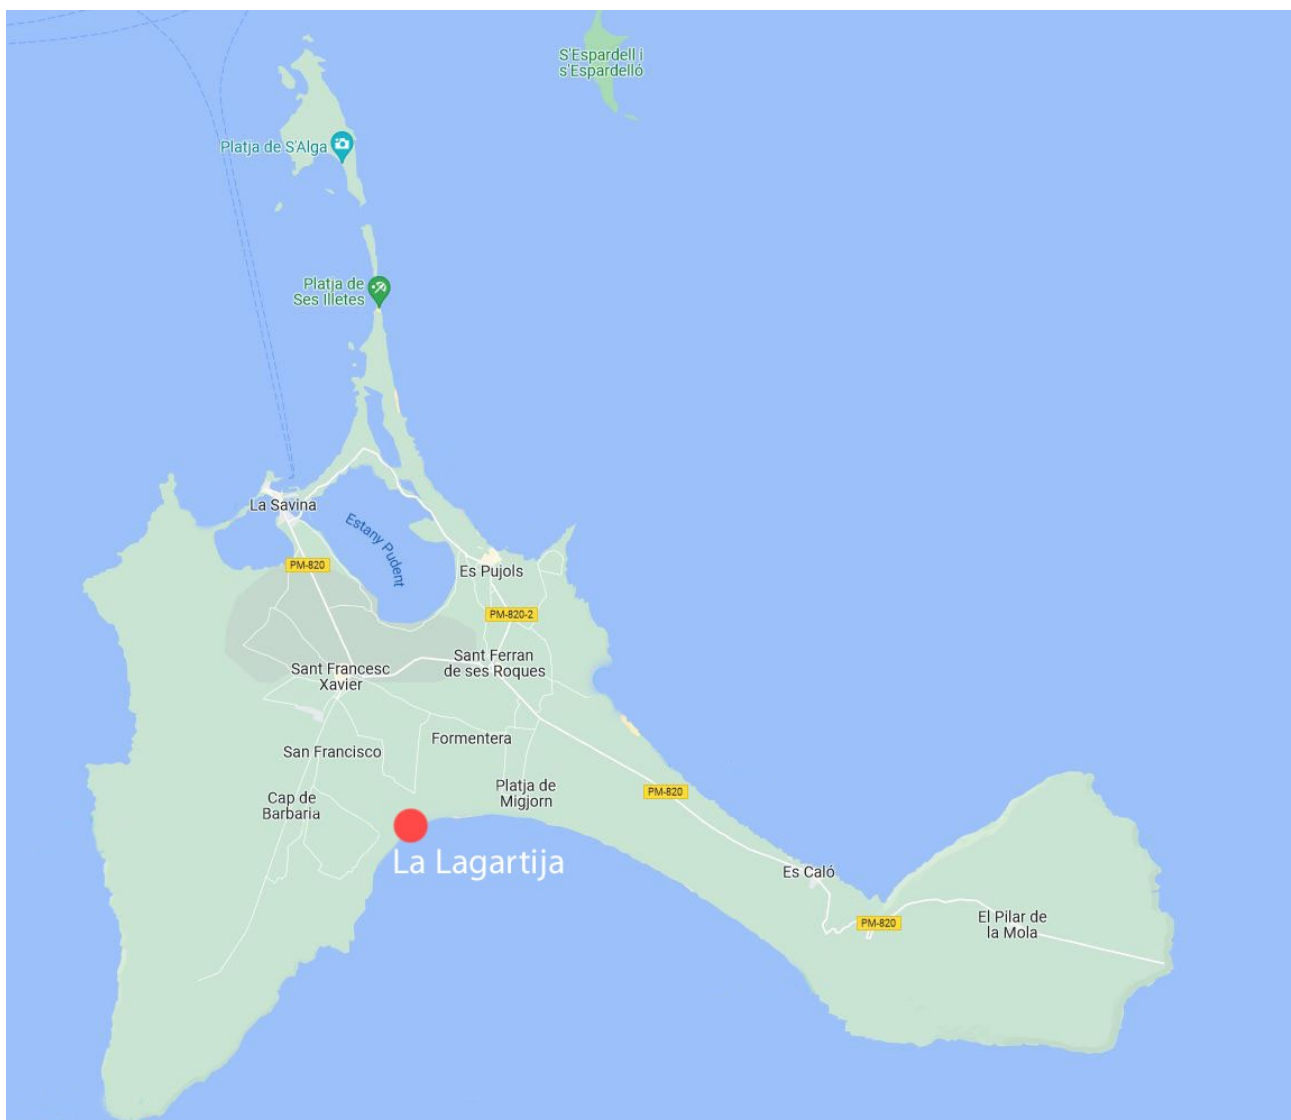 S'Espardell i
s'Espardelló
Platja de S'Alga
Platja de
Ses Illetes
La Savina
Estany Pudent
PM-820
Es Pujols
PM-820-2
Sant Francesc
Xavier
Sant Ferran
de ses Roques
San Francisco
Formentera
Cap de
Barbaria
Platja de
Migjorn
PM-820
La Lagartija
Es Caló
PM-820
El Pilar de
la Mola